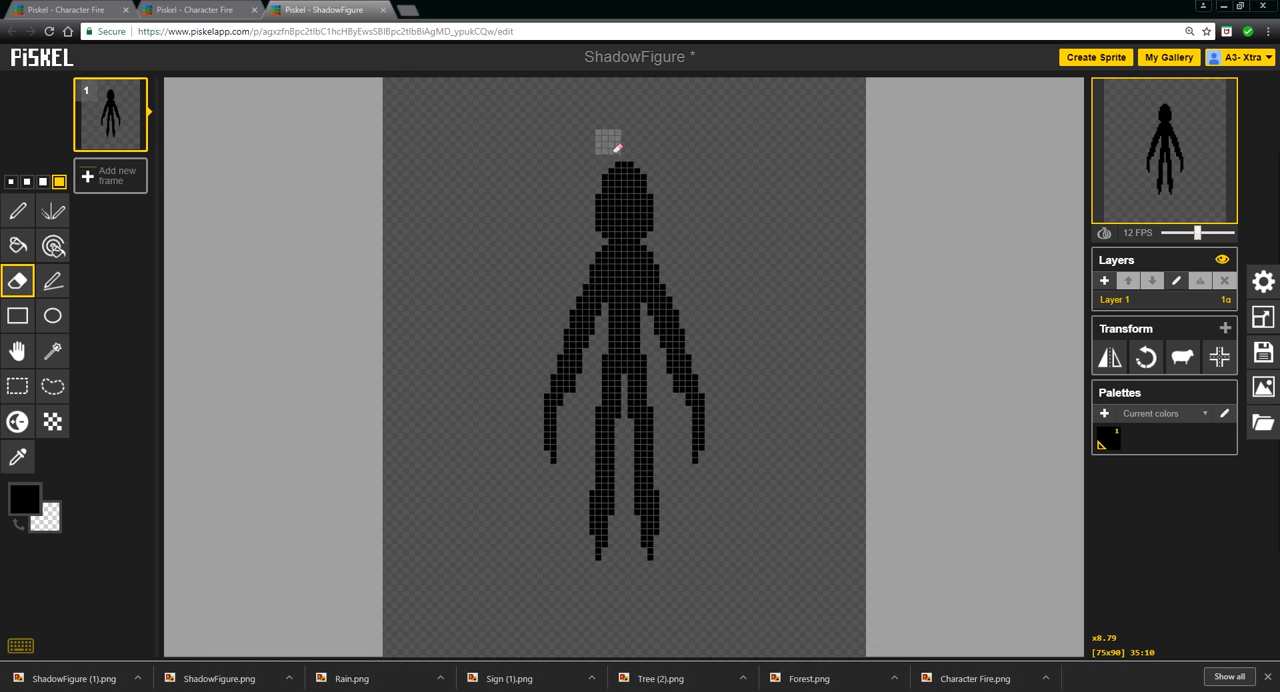 Piskel - Character Fire
Piskel - Character Fire
Piskel - ShadowFigure
Secure
https://www.piskelapp.com/p/agxzfnBpc2tlbC1hcHByEwsSBlBpc2tlbBiAgMD_ypukCQw/edit
PiSKEL
ShadowFigure *
Create Sprite
My Gallery
A3- Xtra
1
Add new
frame
12 FPS
Layers
Layer 1
1α
Transform
Palettes
Current colors
1
x8.79
[75x90] 35:10
ShadowFigure (1).png
ShadowFigure.png
Rain.png
Sign (1).png
Tree (2).png
Forest.png
Character Fire.png
Show all